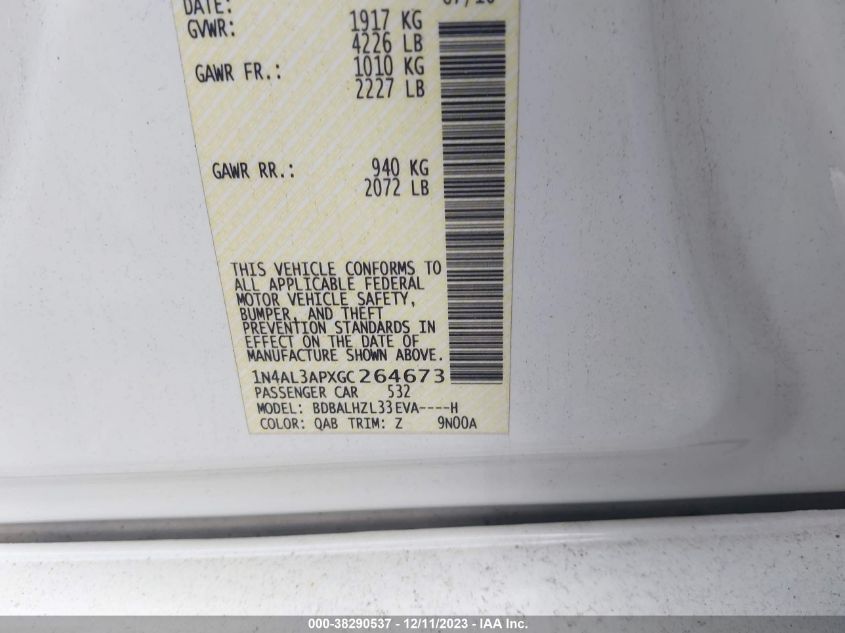 DATE:
GVWR: 1917 KG
4226 LB
GAWR FR.: 1010 KG
2227 LB
GAWR RR.: 940 KG
2072 LB
THIS VEHICLE CONFORMS TO
ALL APPLICABLE FEDERAL
MOTOR VEHICLE SAFETY,
BUMPER, AND THEFT
PREVENTION STANDARDS IN
EFFECT ON THE DATE OF
MANUFACTURE SHOWN ABOVE.
1N4AL3APXGC264673
PASSENGER CAR 532
MODEL: BDBALHZL33EVA----H
COLOR: QAB TRIM: Z 9N00A
000-38290537 - 12/11/2023 - IAA Inc.